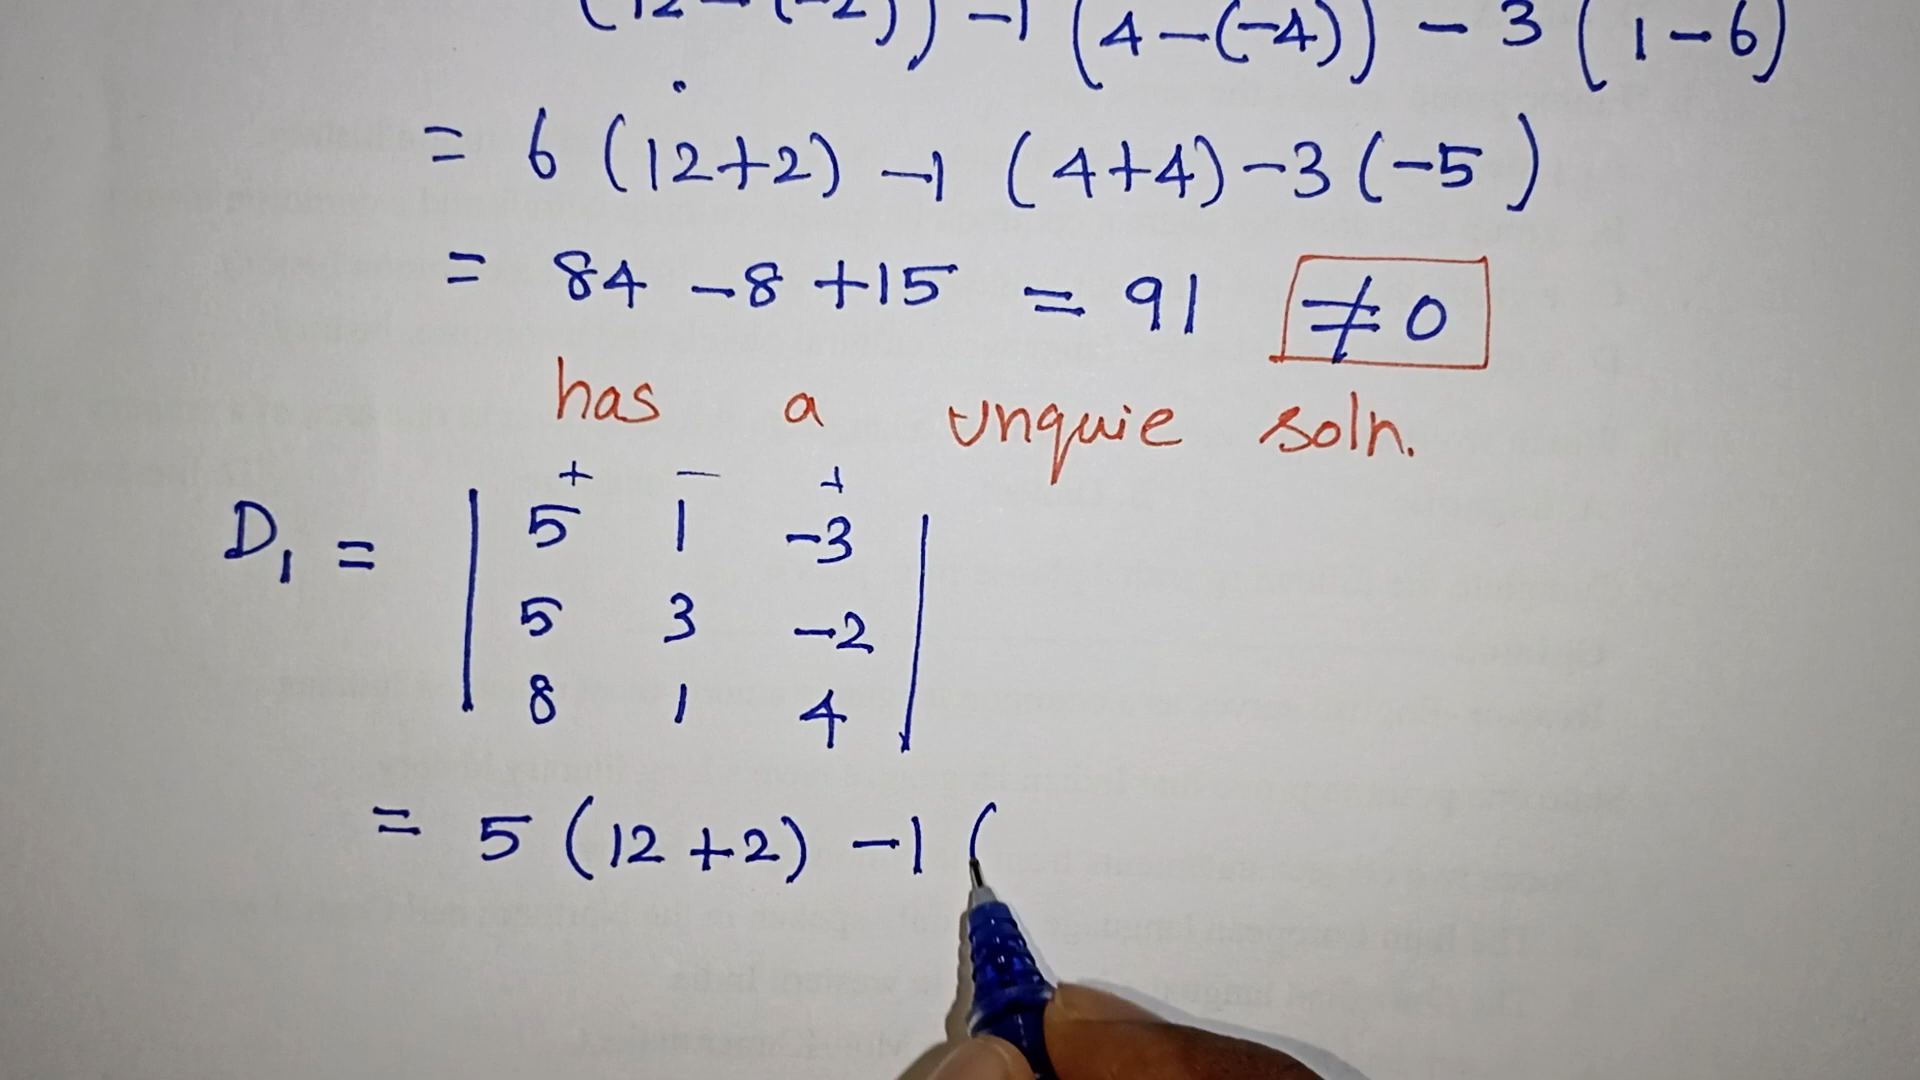 (12-(-2)) -1 (4-(-4)) - 3 (1-6)
= 6 (12+2) -1 (4+4) -3 (-5)
= 84 -8 +15 = 91 ≠0
has a unquie soln.
+ — +
D₁ = | 5 1 -3 |
5 3 -2
8 1 4
= 5 (12+2) -1 (